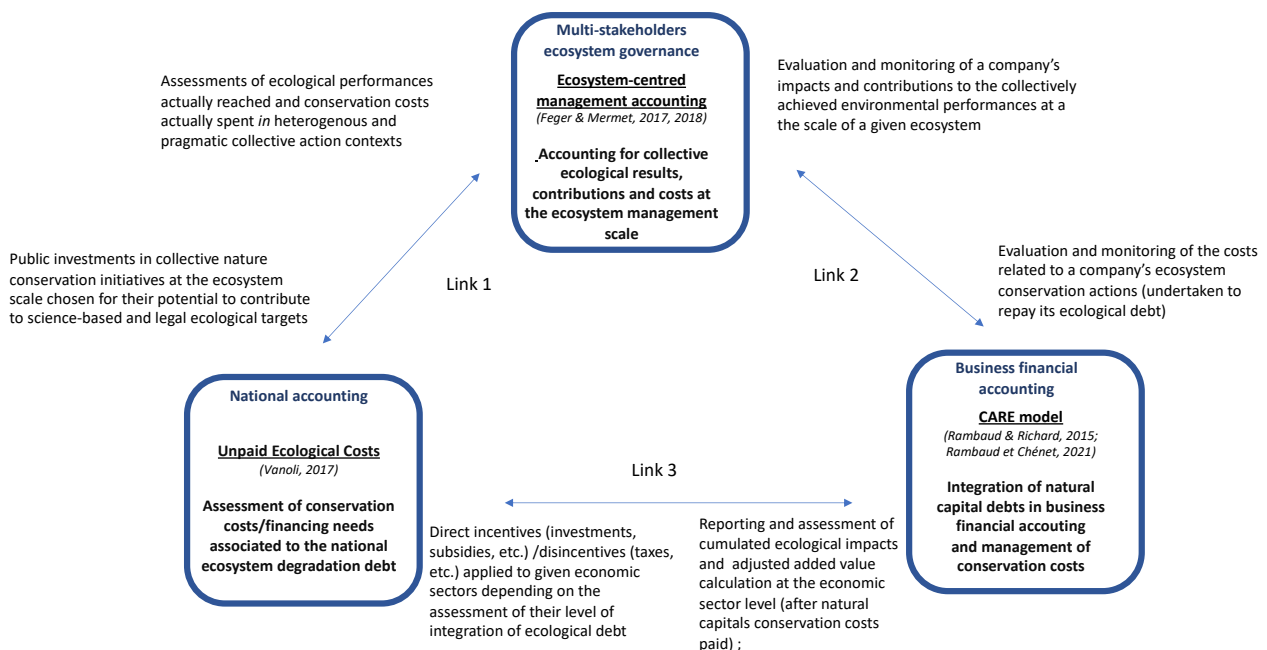 Multi-stakeholders
ecosystem governance
Ecosystem-centred
management accounting
(Feger & Mermet, 2017, 2018)
Accounting for collective
ecological results,
contributions and costs at
the ecosystem management
scale
Assessments of ecological performances
actually reached and conservation costs
actually spent in heterogenous and
pragmatic collective action contexts
Evaluation and monitoring of a company’s
impacts and contributions to the collectively
achieved environmental performances at a
the scale of a given ecosystem
Public investments in collective nature
conservation initiatives at the ecosystem
scale chosen for their potential to contribute
to science-based and legal ecological targets
Link 1
Link 2
Evaluation and monitoring of the costs
related to a company’s ecosystem
conservation actions (undertaken to
repay its ecological debt)
National accounting
Unpaid Ecological Costs
(Vanoli, 2017)
Assessment of conservation
costs/financing needs
associated to the national
ecosystem degradation debt
Business financial
accounting
CARE model
(Rambaud & Richard, 2015;
Rambaud et Chénet, 2021)
Integration of natural
capital debts in business
financial accouting
and management of
conservation costs
Link 3
Direct incentives (investments,
subsidies, etc.) /disincentives (taxes,
etc.) applied to given economic
sectors depending on the
assessment of their level of
integration of ecological debt
Reporting and assessment of
cumulated ecological impacts
and adjusted added value
calculation at the economic
sector level (after natural
capitals conservation costs
paid) ;